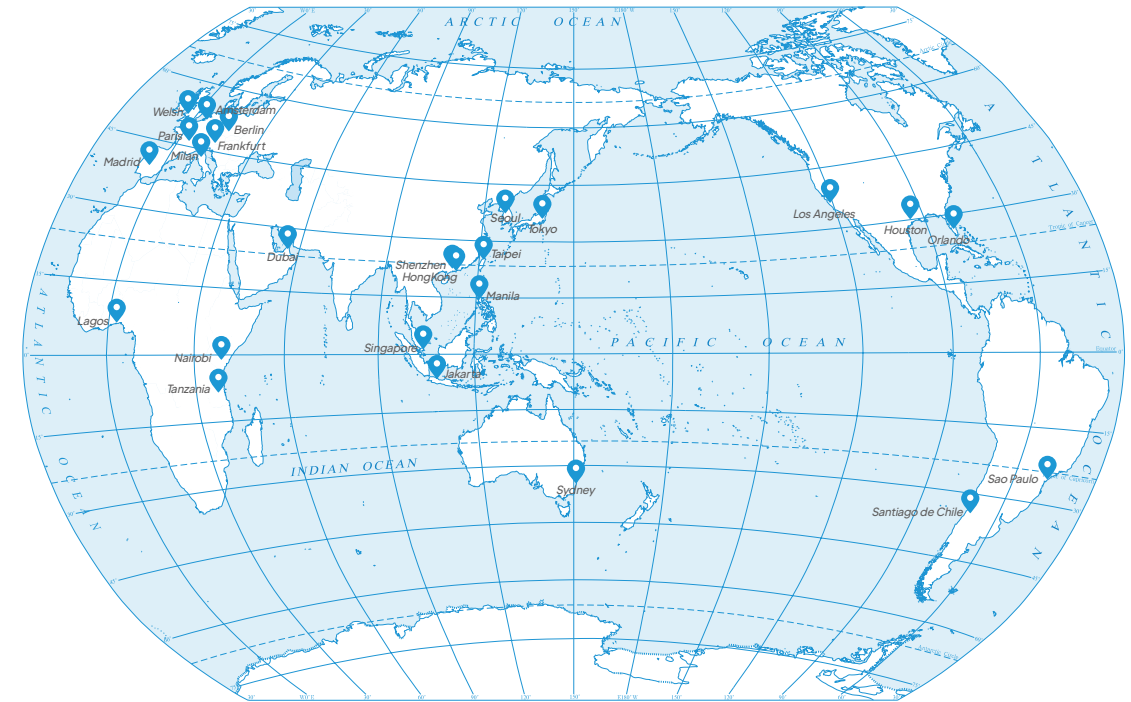 ARCTIC OCEAN
Welsh
Amsterdam
Paris
Berlin
Frankfurt
Milan
Madrid
Los Angeles
Houston
Orlando
Seoul
Tokyo
Dubai
Taipei
Shenzhen
HongKong
Manila
Lagos
Singapore
Jakarta
Nairobi
Tanzania
PACIFIC OCEAN
Equator
ATLANTIC OCEAN
ATLANTIC OCEAN
INDIAN OCEAN
Sydney
Sao Paulo
Santiago de Chile